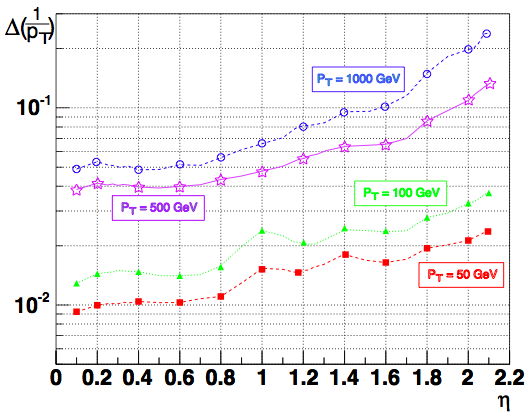 Δ(1/p_T)
P_T = 1000 GeV
10^-1
P_T = 100 GeV
P_T = 500 GeV
P_T = 50 GeV
10^-2
0 0.2 0.4 0.6 0.8 1 1.2 1.4 1.6 1.8 2 2.2
η